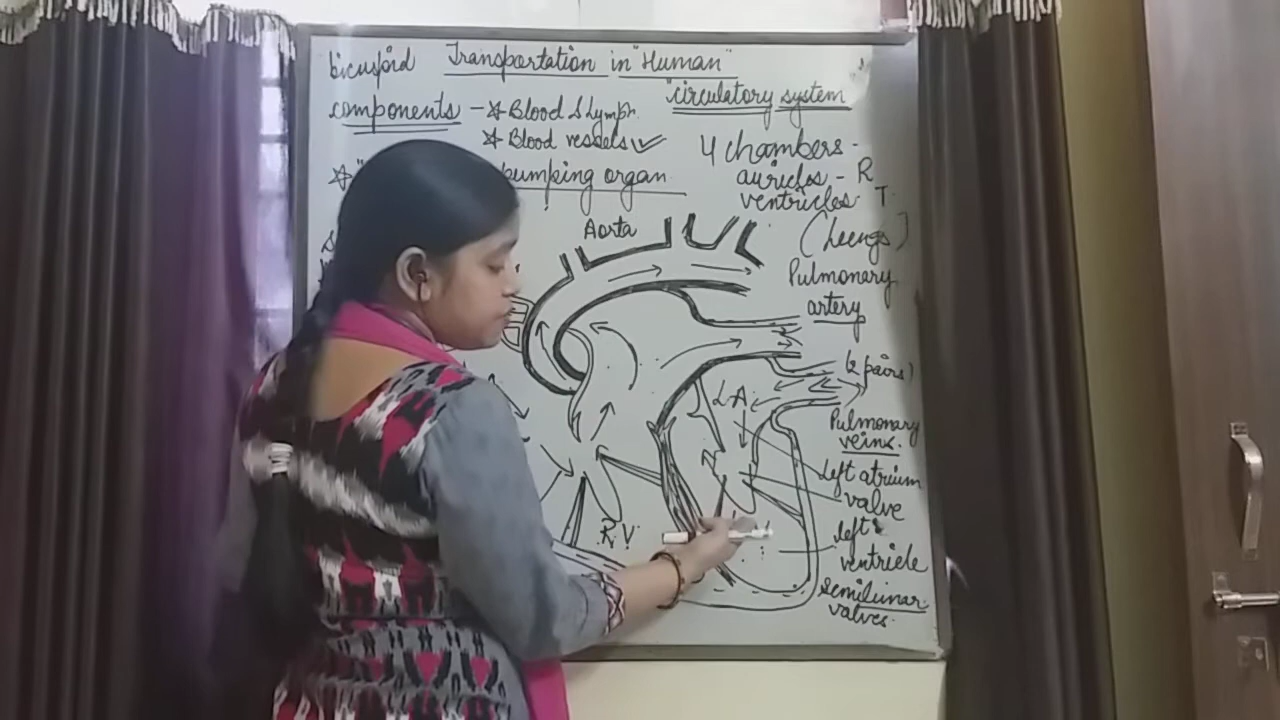 bicuspid Transportation in "Human"
"circulatory system
components - ☆ Blood & Lymph.
☆ Blood vessels ✓
☆ " pumping organ
4 chambers -
auricles - R
ventricles - T.
Aorta
(Lungs)
Pulmonary
artery
(2 pairs)
L.A.
Pulmonary
veins.
left atrium
valve
R.V.
left
ventricle
semilunar
valves.